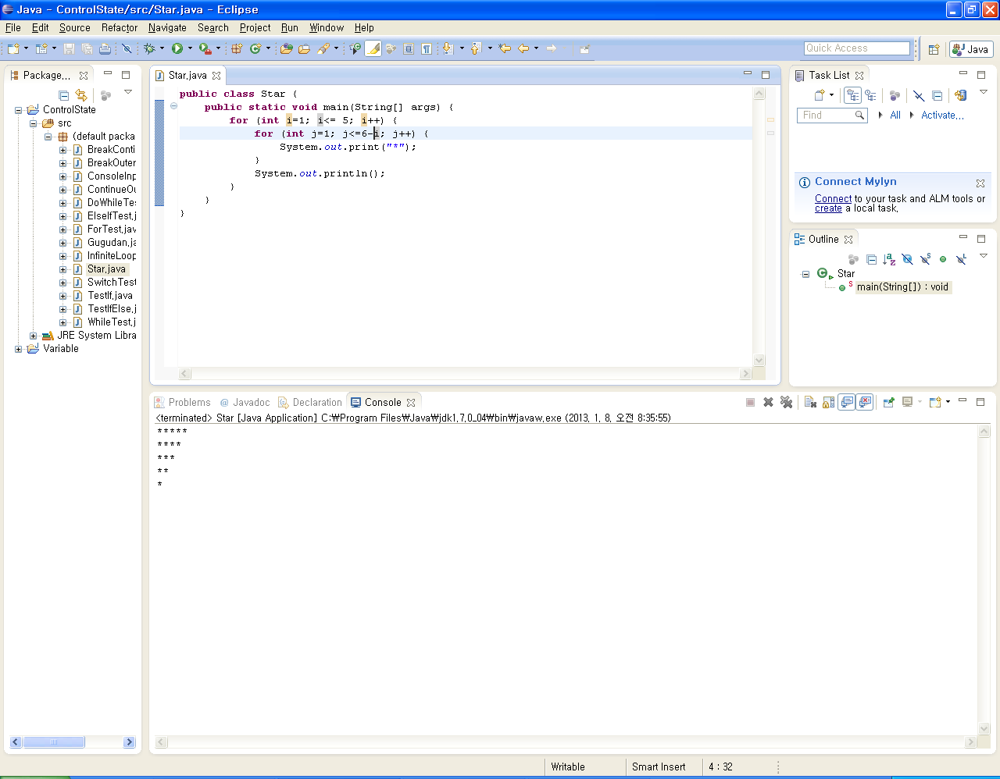 Java - ControlState/src/Star.java - Eclipse
File Edit Source Refactor Navigate Search Project Run Window Help
Quick Access
Java
Package...
ControlState
src
(default packa
BreakConti
BreakOuter
ConsoleInp
ContinueOu
DoWhileTes
ElseIfTest.j
ForTest.jav
Gugudan.ja
InfiniteLoop
Star.java
SwitchTest
TestIf.java
TestIfElse.j
WhileTest.j
JRE System Libra
Variable
Star.java
public class Star {
public static void main(String[] args) {
for (int i=1; i<= 5; i++) {
for (int j=1; j<=6-i; j++) {
System.out.print("*");
}
System.out.println();
}
}
}
Task List
Find
All
Activate...
Connect Mylyn
Connect to your task and ALM tools or
create a local task.
Outline
Star
main(String[]) : void
Problems @ Javadoc Declaration Console
<terminated> Star [Java Application] C:₩Program Files₩Java₩jdk1.7.0_04₩bin₩javaw.exe (2013. 1. 8. 오전 8:35:55)
*****
****
***
**
*
Writable
Smart Insert
4 : 32